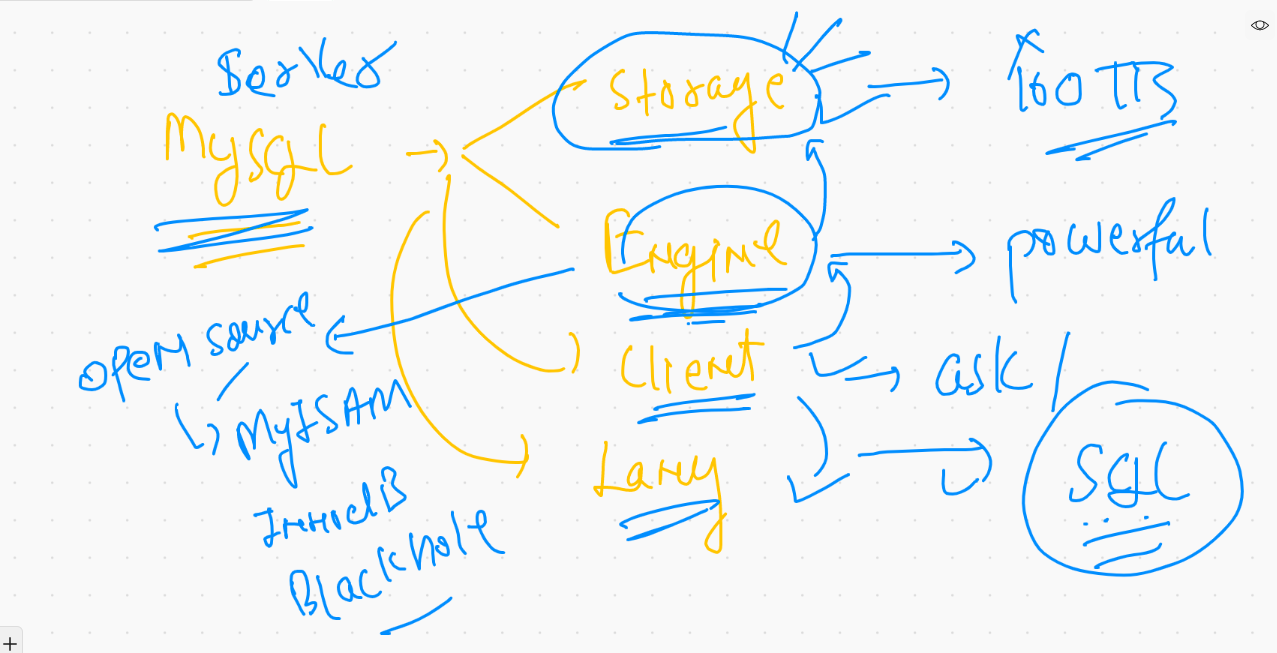 Server
MySQL
Storage
100 TB
Engine
powerful
open source
MyISAM
InnoDB
Blackhole
Client
ask
Lang
SQL